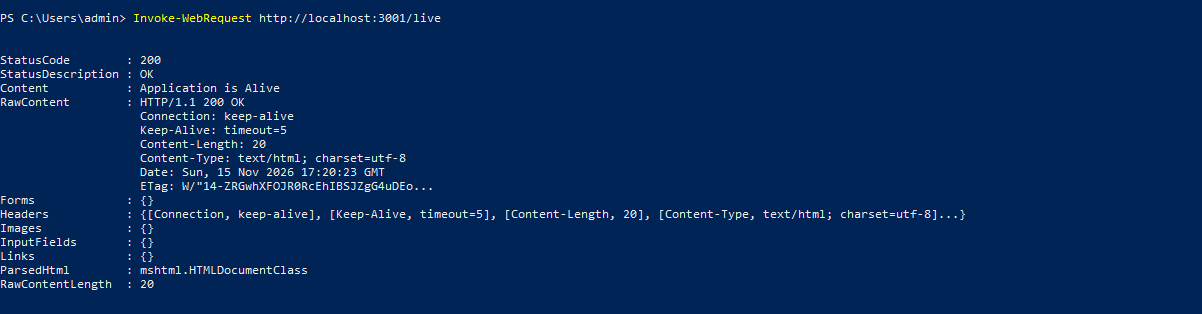 PS C:\Users\admin> Invoke-WebRequest http://localhost:3001/live
StatusCode        : 200
StatusDescription : OK
Content           : Application is Alive
RawContent        : HTTP/1.1 200 OK
                    Connection: keep-alive
                    Keep-Alive: timeout=5
                    Content-Length: 20
                    Content-Type: text/html; charset=utf-8
                    Date: Sun, 15 Nov 2026 17:20:23 GMT
                    ETag: W/"14-ZRGwhXFOJR0RcEhIBSJZgG4uDEo...
Forms             : {}
Headers           : {[Connection, keep-alive], [Keep-Alive, timeout=5], [Content-Length, 20], [Content-Type, text/html; charset=utf-8]...}
Images            : {}
InputFields       : {}
Links             : {}
ParsedHtml        : mshtml.HTMLDocumentClass
RawContentLength  : 20